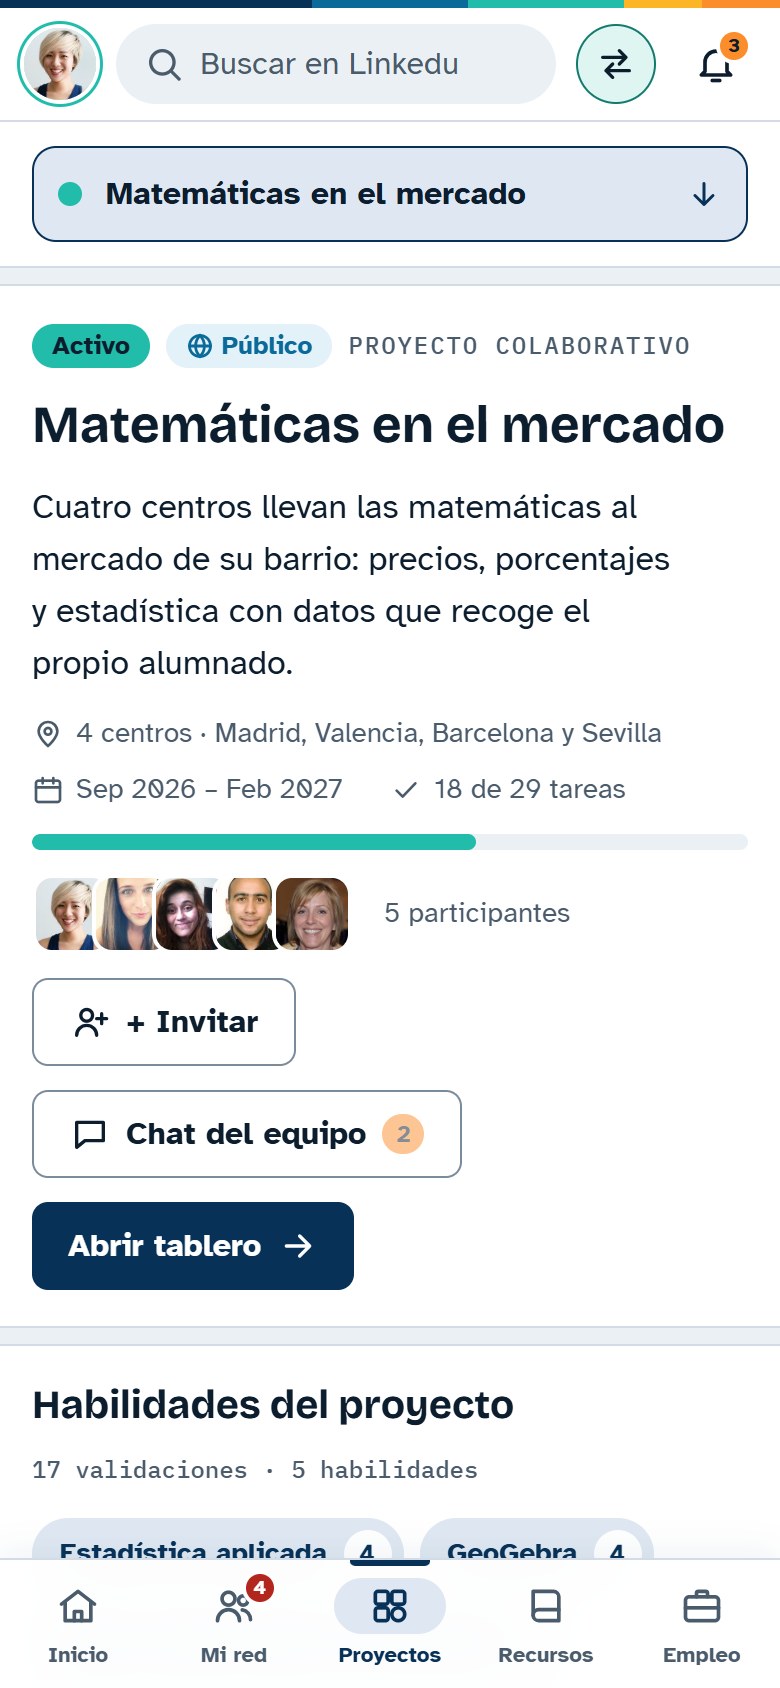 Buscar en Linkedu
3
Matemáticas en el mercado
Activo
Público
PROYECTO COLABORATIVO
Matemáticas en el mercado
Cuatro centros llevan las matemáticas al
mercado de su barrio: precios, porcentajes
y estadística con datos que recoge el
propio alumnado.
4 centros · Madrid, Valencia, Barcelona y Sevilla
Sep 2026 – Feb 2027
18 de 29 tareas
5 participantes
+ Invitar
Chat del equipo 2
Abrir tablero →
Habilidades del proyecto
17 validaciones · 5 habilidades
Estadística aplicada 4
GeoGebra 4
4
Inicio
Mi red
Proyectos
Recursos
Empleo